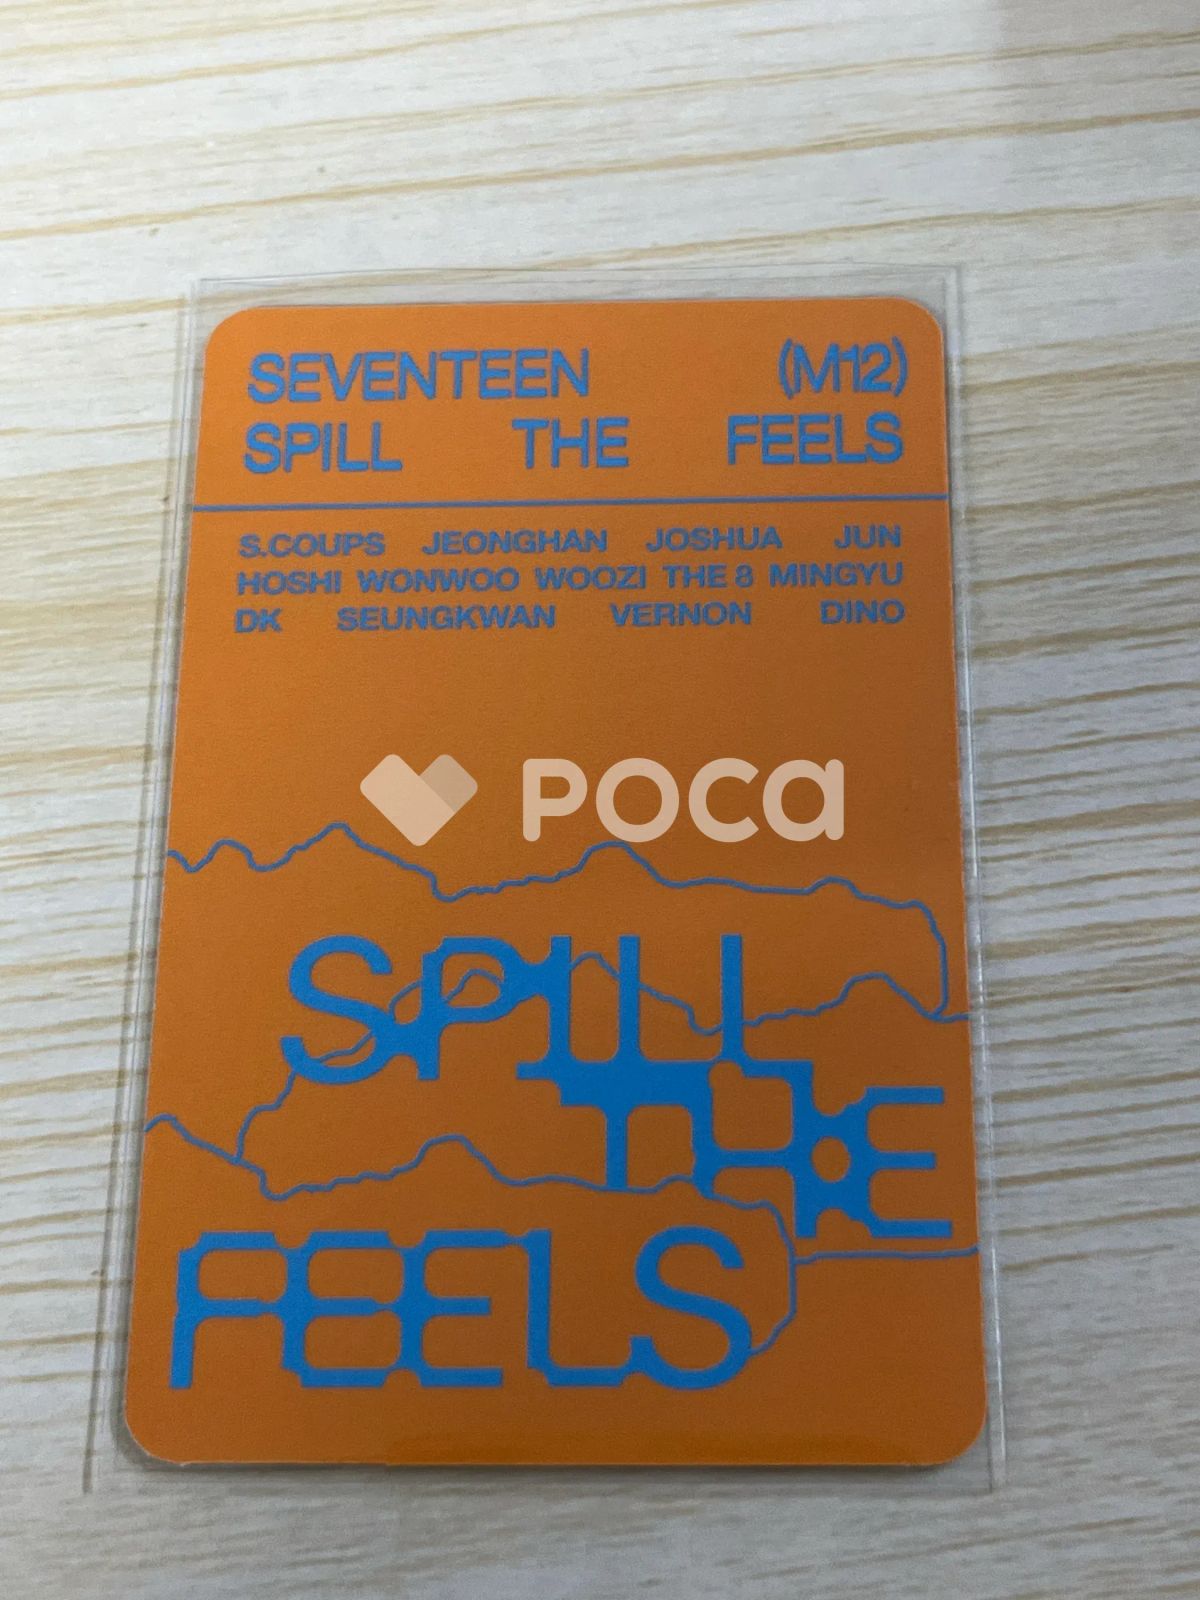 SEVENTEEN (M12)
SPILL THE FEELS
S.COUPS JEONGHAN JOSHUA JUN
HOSHI WONWOO WOOZI THE 8 MINGYU
DK SEUNGKWAN VERNON DINO
POCA
SPILL
THE
FEELS